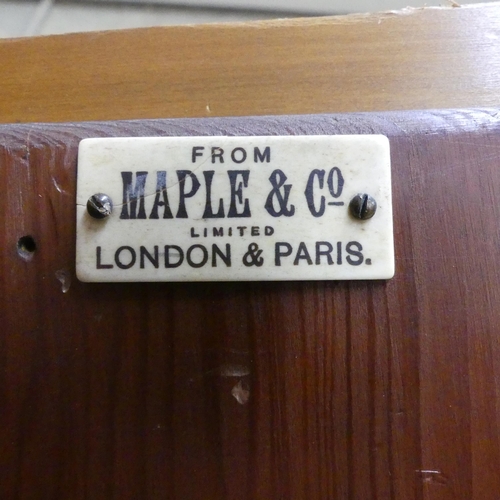 FROM
MAPLE & Cº
LIMITED
LONDON & PARIS.